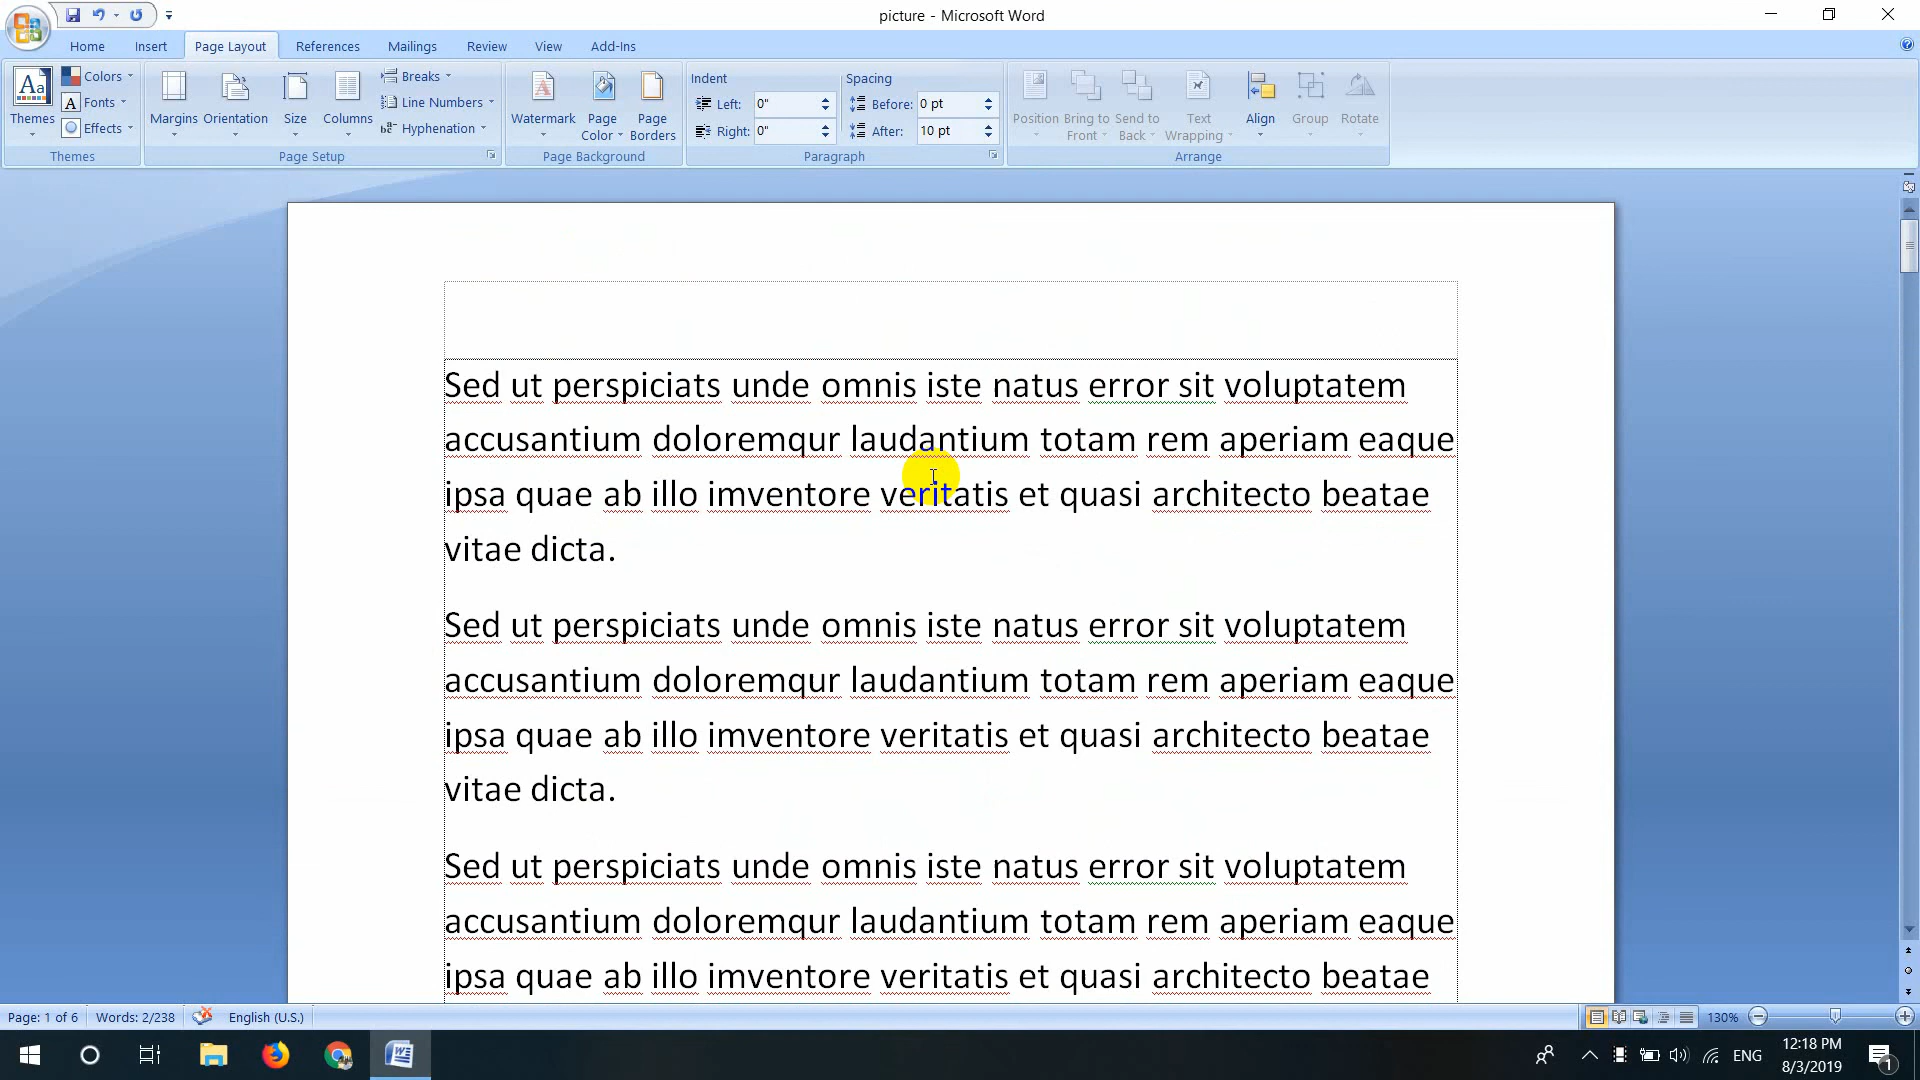 picture - Microsoft Word
Home Insert Page Layout References Mailings Review View Add-Ins
Aa Themes Colors A Fonts Effects
Themes
Margins Orientation Size Columns Breaks Line Numbers Hyphenation
Page Setup
Watermark Page Color Page Borders
Page Background
Indent Spacing
Left: 0" Before: 0 pt
Right: 0" After: 10 pt
Paragraph
Position Bring to Front Send to Back Text Wrapping Align Group Rotate
Arrange
Sed ut perspiciats unde omnis iste natus error sit voluptatem
accusantium doloremqur laudantium totam rem aperiam eaque
ipsa quae ab illo imventore veritatis et quasi architecto beatae
vitae dicta.
Sed ut perspiciats unde omnis iste natus error sit voluptatem
accusantium doloremqur laudantium totam rem aperiam eaque
ipsa quae ab illo imventore veritatis et quasi architecto beatae
vitae dicta.
Sed ut perspiciats unde omnis iste natus error sit voluptatem
accusantium doloremqur laudantium totam rem aperiam eaque
ipsa quae ab illo imventore veritatis et quasi architecto beatae
Page: 1 of 6 Words: 2/238 English (U.S.) 130%
ENG 12:18 PM
8/3/2019 1